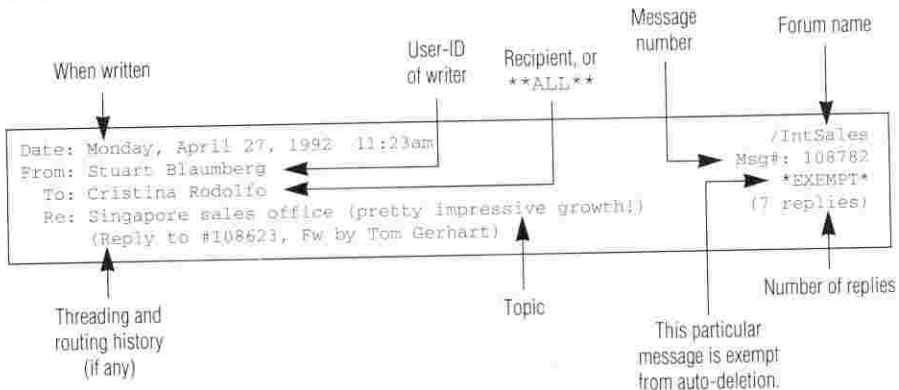 When written
User-ID
of writer
Recipient, or
**ALL**
Message
number
Forum name
Date: Monday, April 27, 1992 11:23am
/IntSales
From: Stuart Blaumberg
Msg#: 108782
To: Cristina Rodolfo
*EXEMPT*
Re: Singapore sales office (pretty impressive growth!)
(7 replies)
(Reply to #108623, Fw by Tom Gerhart)
Threading and
routing history
(if any)
Topic
This particular
message is exempt
from auto-deletion.
Number of replies